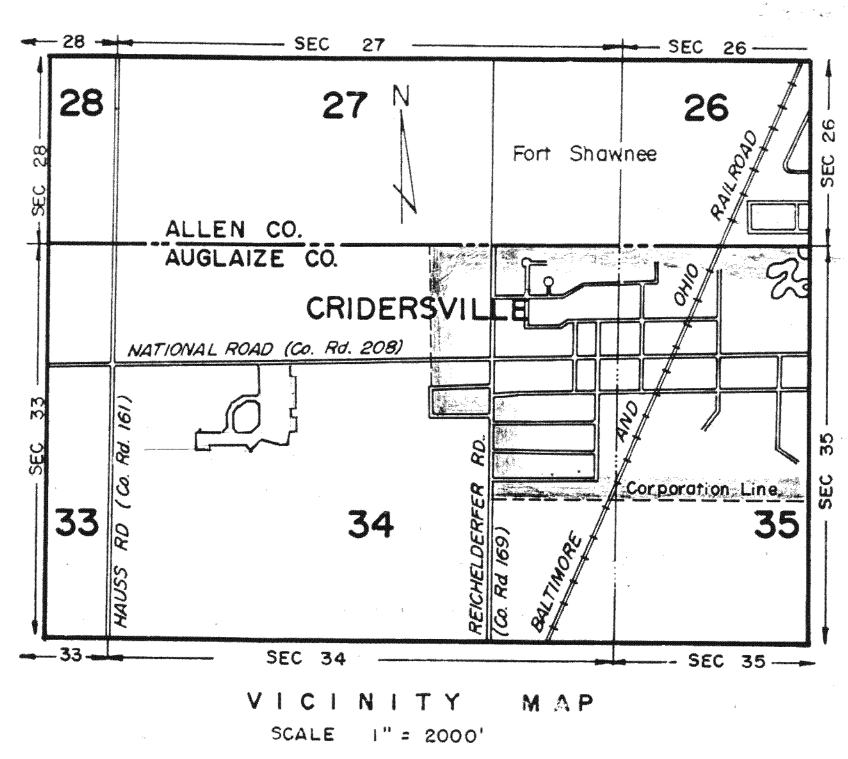 28 SEC 27 SEC 26
28 27 N 26
SEC 28
SEC 26
Fort Shawnee
ALLEN CO.
AUGLAIZE CO.
CRIDERSVILLE
NATIONAL ROAD (Co. Rd. 208)
BALTIMORE AND OHIO RAILROAD
SEC 33
HAUSS RD (Co. Rd. 161)
REICHELDERFER RD..
(Co. Rd 169)
SEC 35
Corporation Line
33 34 35
33 SEC 34 SEC 35
VICINITY MAP
SCALE 1" = 2000'